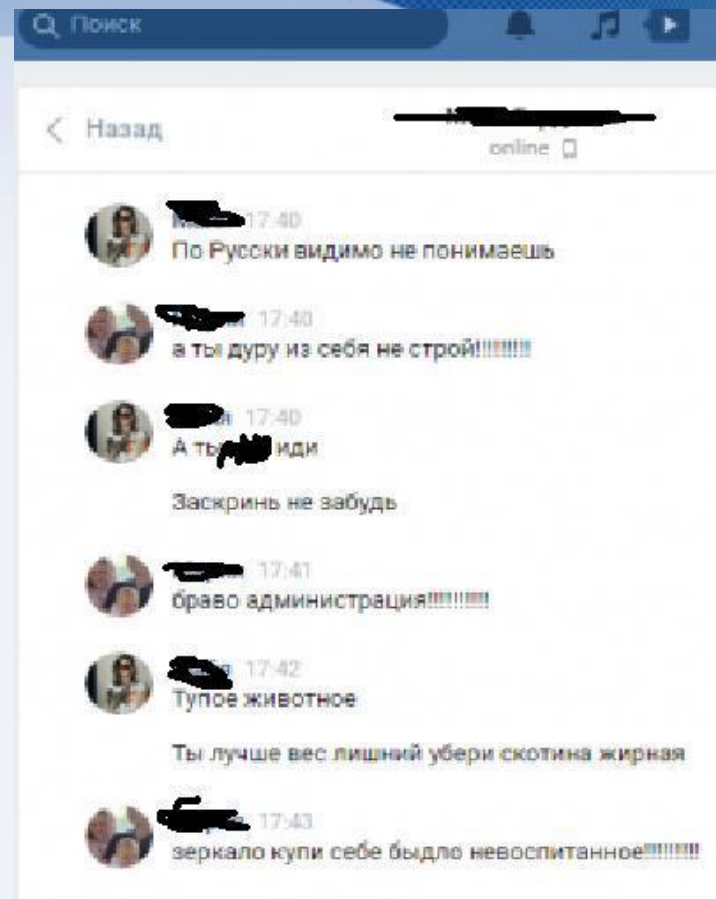 Поиск
Назад
online
17:40
По Русски видимо не понимаешь
17:40
а ты дуру из себя не строй!!!!!!!!!
17:40
А ты иди
Заскринь не забудь
17:41
браво администрация!!!!!!!!!!
17:42
Тупое животное
Ты лучше вес лишний убери скотина жирная
17:43
зеркало купи себе быдло невоспитанное!!!!!!!!!